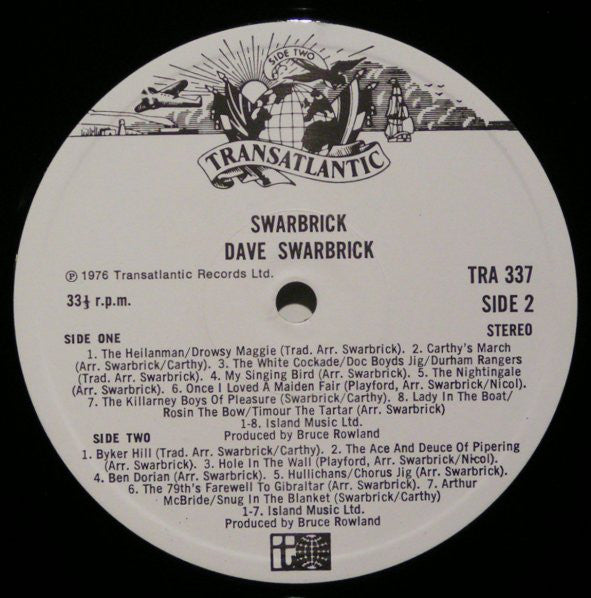 SIDE TWO
TRANSATLANTIC
SWARBRICK
DAVE SWARBRICK
℗ 1976 Transatlantic Records Ltd.
33⅓ r.p.m.
TRA 337
SIDE 2
STEREO
SIDE ONE
1. The Heilanman/Drowsy Maggie (Trad. Arr. Swarbrick). 2. Carthy's March
(Arr. Swarbrick/Carthy). 3. The White Cockade/Doc Boyds Jig/Durham Rangers
(Trad. Arr. Swarbrick). 4. My Singing Bird (Arr. Swarbrick). 5. The Nightingale
(Arr. Swarbrick). 6. Once I Loved A Maiden Fair (Playford, Arr. Swarbrick/Nicol).
7. The Killarney Boys Of Pleasure (Swarbrick/Carthy). 8. Lady In The Boat/
Rosin The Bow/Timour The Tartar (Arr. Swarbrick)
1-8. Island Music Ltd.
Produced by Bruce Rowland
SIDE TWO
1. Byker Hill (Trad. Arr. Swarbrick/Carthy). 2. The Ace And Deuce Of Pipering
(Arr. Swarbrick). 3. Hole In The Wall (Playford, Arr. Swarbrick/Nicol).
4. Ben Dorian (Arr. Swarbrick). 5. Hullichans/Chorus Jig (Arr. Swarbrick).
6. The 79th's Farewell To Gibraltar (Arr. Swarbrick). 7. Arthur
McBride/Snug In The Blanket (Swarbrick/Carthy)
1-7. Island Music Ltd.
Produced by Bruce Rowland